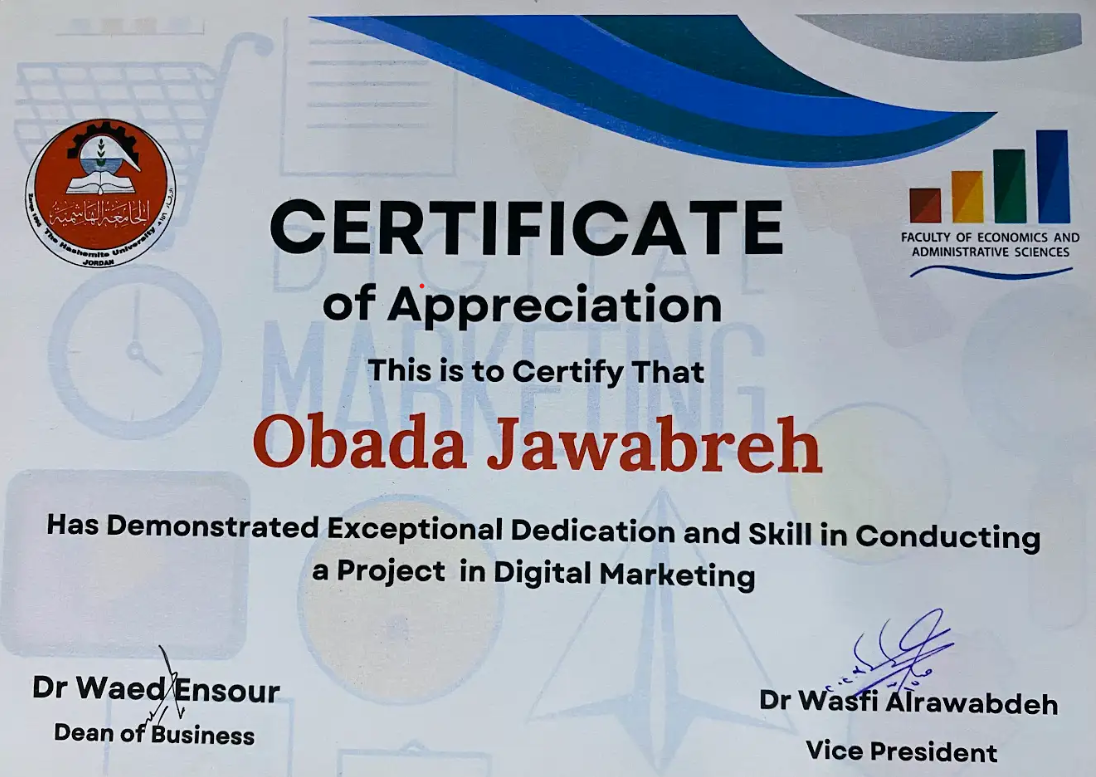 الجامعة الهاشمية
The Hashemite University
JORDAN
FACULTY OF ECONOMICS AND
ADMINISTRATIVE SCIENCES
DIGITAL
MARKETING
CERTIFICATE
of Appreciation
This is to Certify That
Obada Jawabreh
Has Demonstrated Exceptional Dedication and Skill in Conducting
a Project in Digital Marketing
Dr Waed Ensour
Dean of Business
Dr Wasfi Alrawabdeh
Vice President